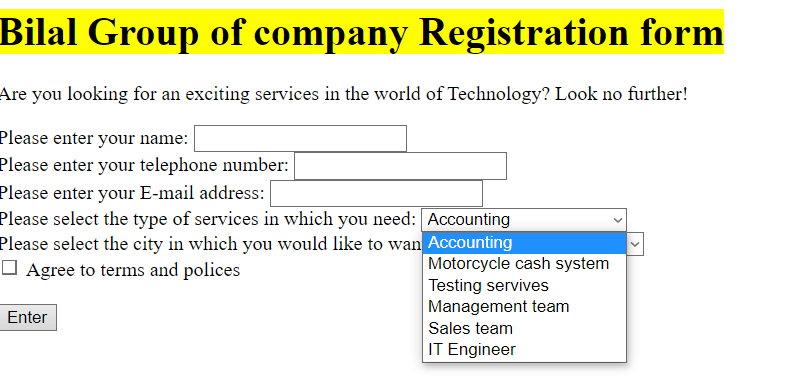 Bilal Group of company Registration form
Are you looking for an exciting services in the world of Technology? Look no further!
Please enter your name:
Please enter your telephone number:
Please enter your E-mail address:
Please select the type of services in which you need: Accounting
Please select the city in which you would like to wan
Accounting
Motorcycle cash system
Testing servives
Management team
Sales team
IT Engineer
Agree to terms and polices
Enter